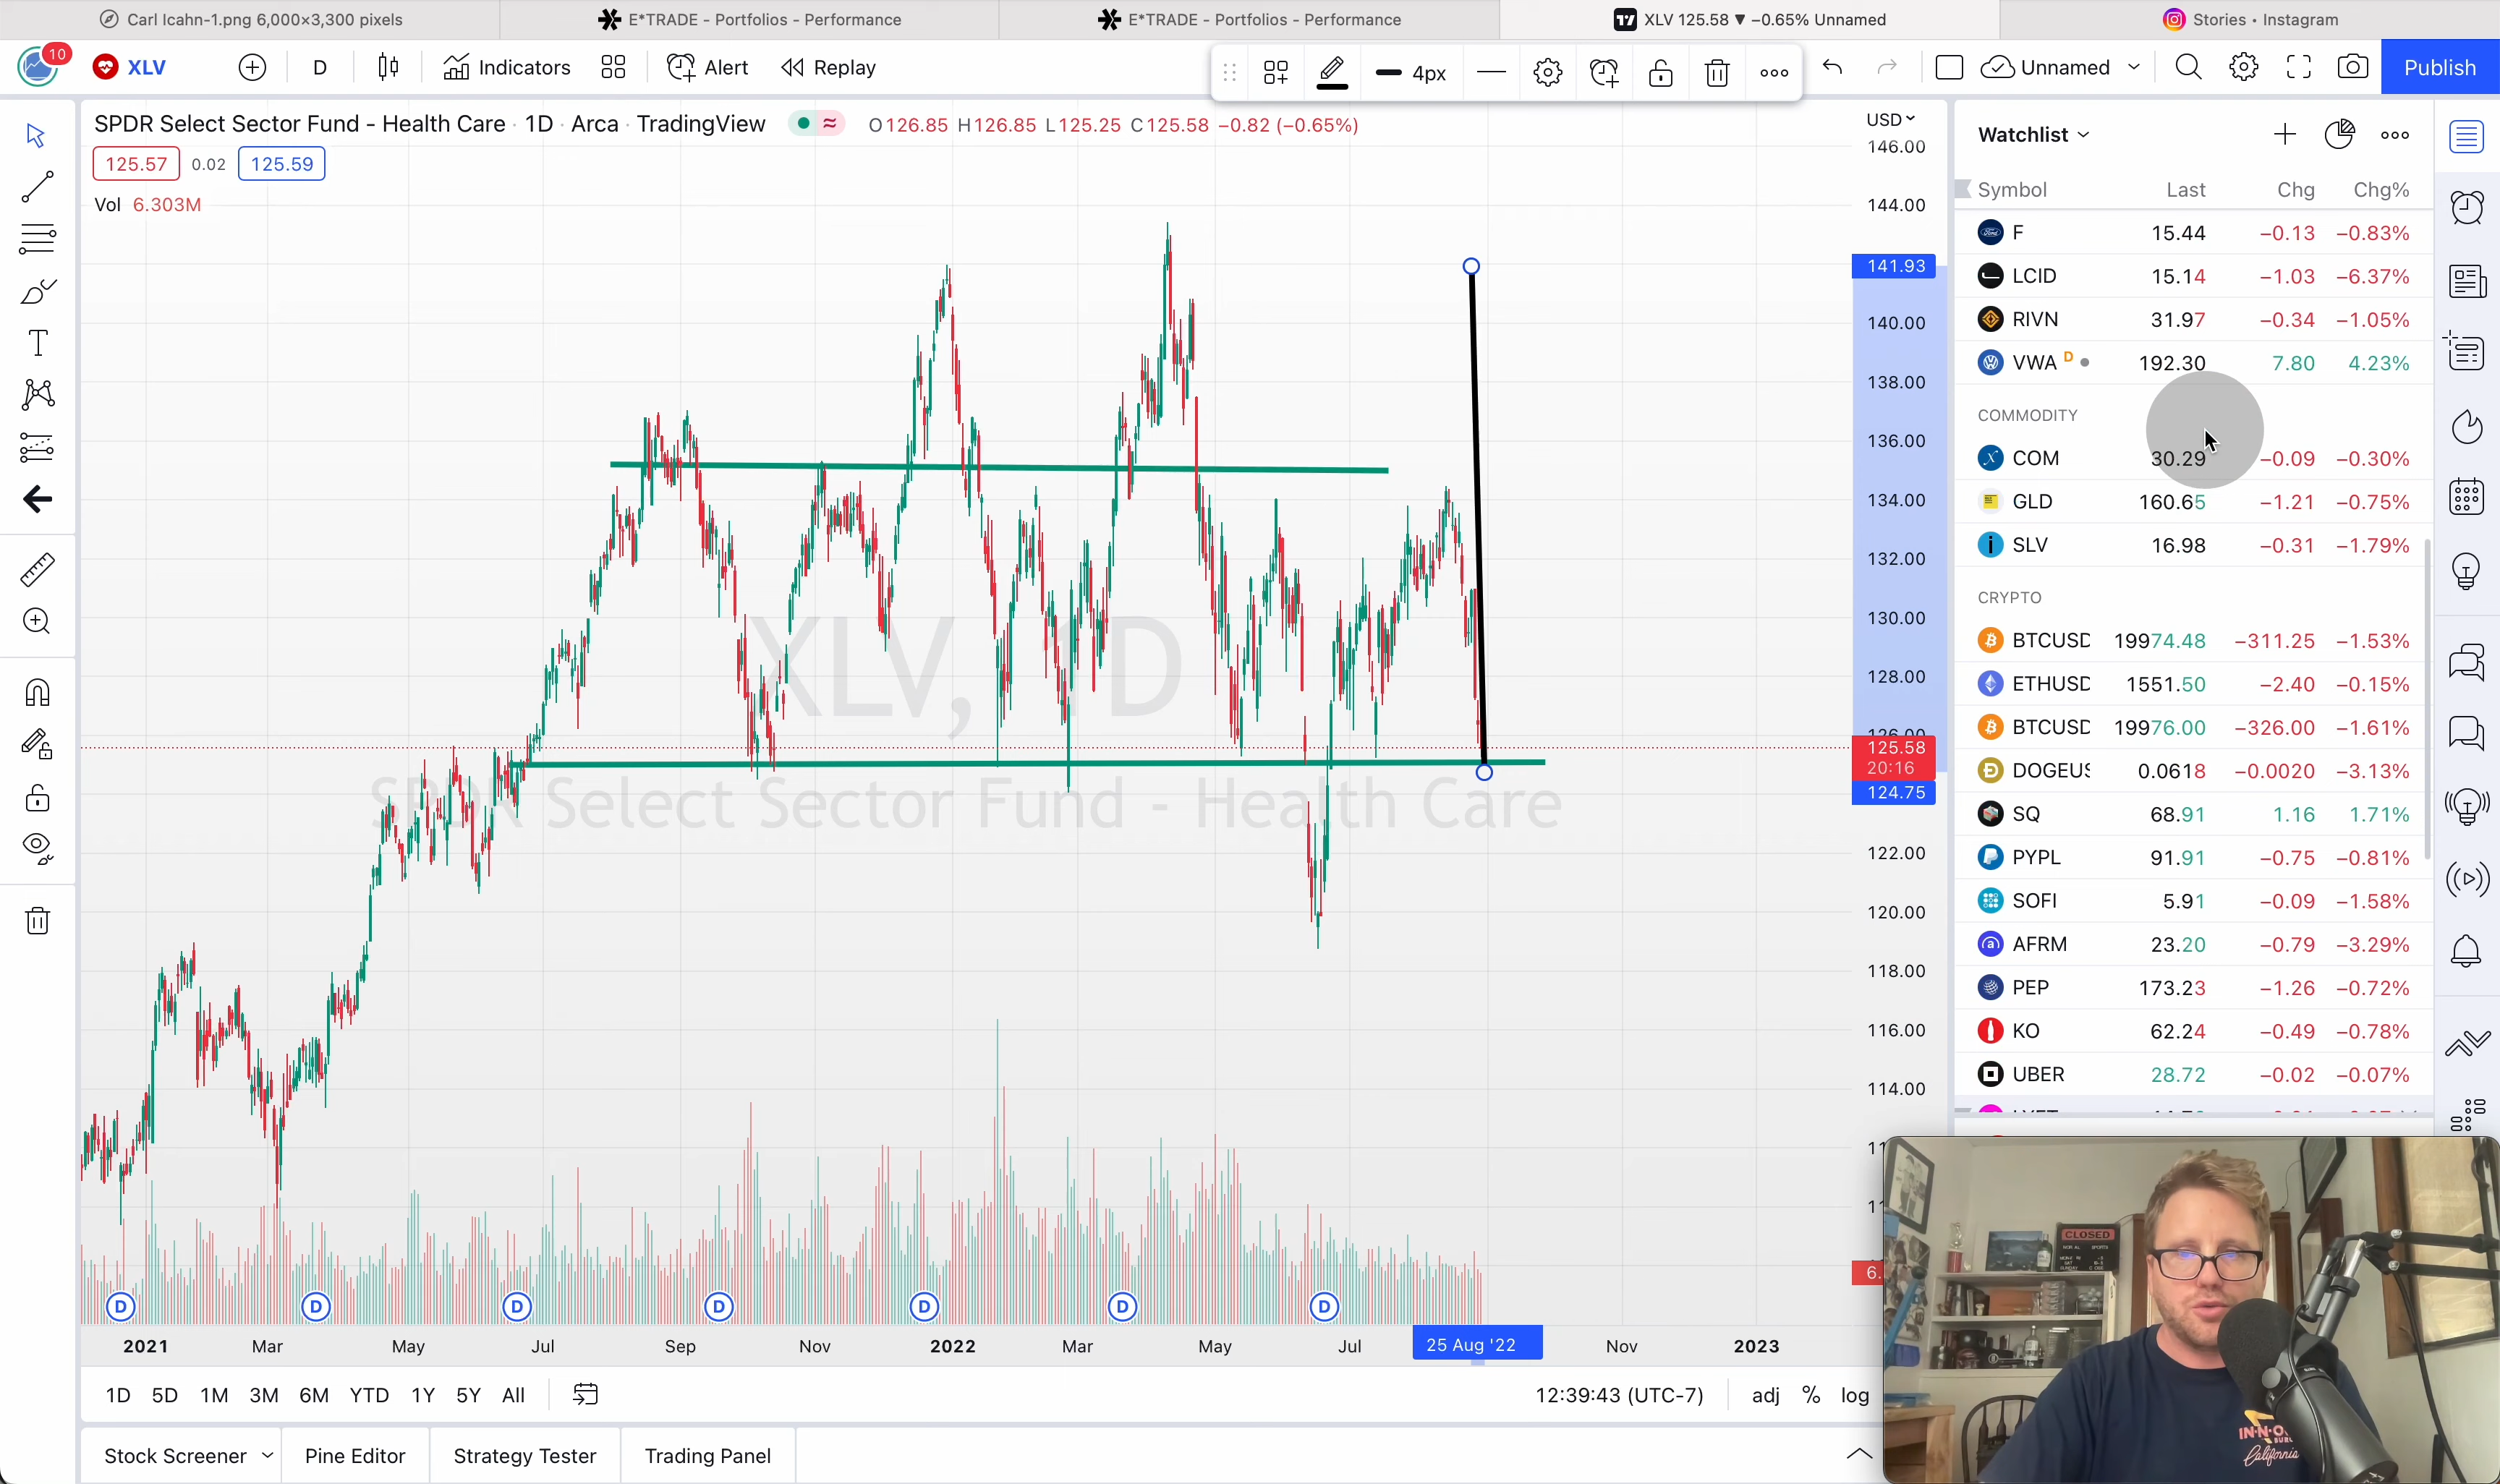 Carl Icahn-1.png 6,000×3,300 pixels
E*TRADE - Portfolios - Performance
E*TRADE - Portfolios - Performance
XLV 125.58 ▼ −0.65% Unnamed
Stories • Instagram
10
XLV
D
Indicators
Alert
Replay
4px
Unnamed
Publish
SPDR Select Sector Fund - Health Care · 1D · Arca · TradingView
O126.85 H126.85 L125.25 C125.58 −0.82 (−0.65%)
125.57
0.02
125.59
Vol 6.303M
XLV, 1D
SPDR Select Sector Fund - Health Care
USD
146.00
144.00
141.93
140.00
138.00
136.00
134.00
132.00
130.00
128.00
126.00
125.58
20:16
124.75
122.00
120.00
118.00
116.00
114.00
6.
D D D D D D D
2021 Mar May Jul Sep Nov 2022 Mar May Jul 25 Aug '22 Nov 2023
1D 5D 1M 3M 6M YTD 1Y 5Y All
12:39:43 (UTC-7)
adj % log
Stock Screener
Pine Editor
Strategy Tester
Trading Panel
Watchlist
Symbol Last Chg Chg%
F 15.44 −0.13 −0.83%
LCID 15.14 −1.03 −6.37%
RIVN 31.97 −0.34 −1.05%
VWA D 192.30 7.80 4.23%
COMMODITY
COM 30.29 −0.09 −0.30%
GLD 160.65 −1.21 −0.75%
SLV 16.98 −0.31 −1.79%
CRYPTO
BTCUSD 19974.48 −311.25 −1.53%
ETHUSD 1551.50 −2.40 −0.15%
BTCUSD 19976.00 −326.00 −1.61%
DOGEUS 0.0618 −0.0020 −3.13%
SQ 68.91 1.16 1.71%
PYPL 91.91 −0.75 −0.81%
SOFI 5.91 −0.09 −1.58%
AFRM 23.20 −0.79 −3.29%
PEP 173.23 −1.26 −0.72%
KO 62.24 −0.49 −0.78%
UBER 28.72 −0.02 −0.07%
CLOSED
IN-N-O
California